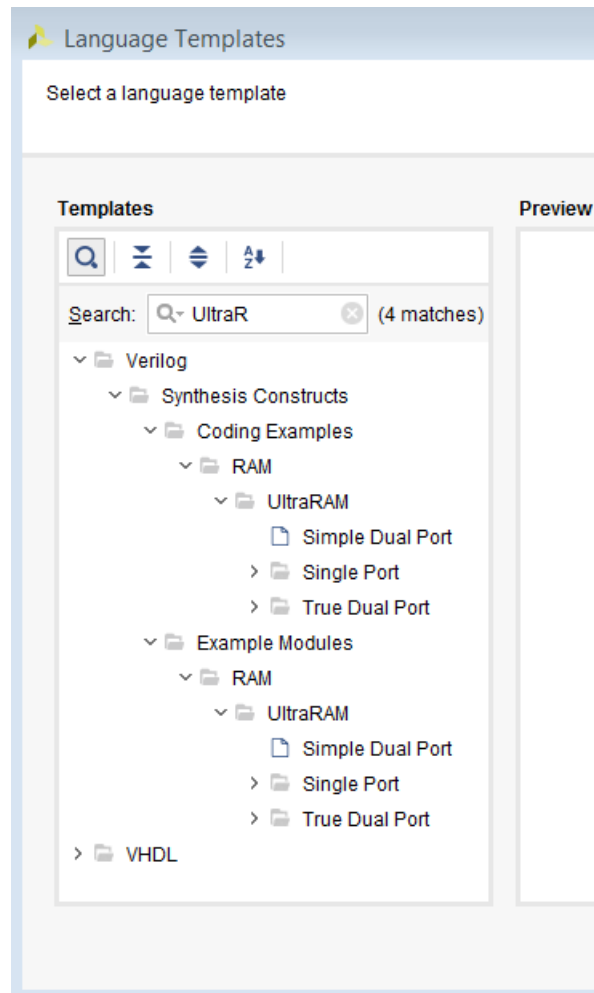 Language Templates
Select a language template
Templates
Preview
Search: UltraR (4 matches)
Verilog
Synthesis Constructs
Coding Examples
RAM
UltraRAM
Simple Dual Port
Single Port
True Dual Port
Example Modules
RAM
UltraRAM
Simple Dual Port
Single Port
True Dual Port
VHDL